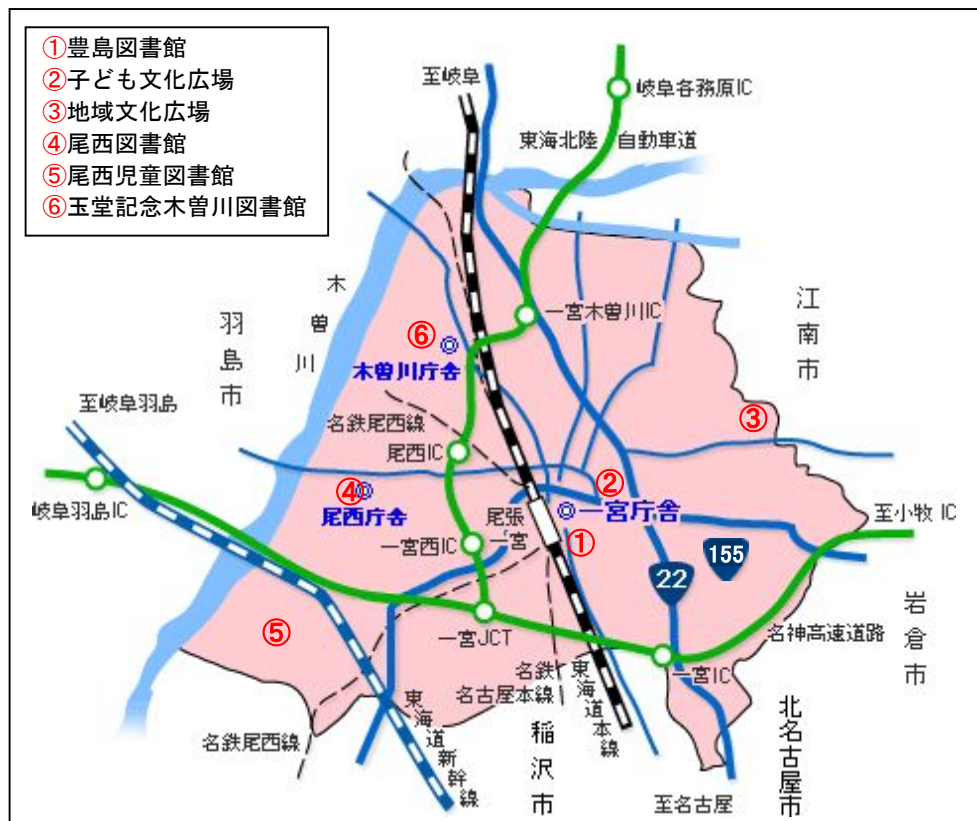 ①豊島図書館
②子ども文化広場
③地域文化広場
④尾西図書館
⑤尾西児童図書館
⑥玉堂記念木曽川図書館
至岐阜
岐阜各務原IC
東海北陸 自動車道
木曽川
羽島市
江南市
一宮木曽川IC
⑥
木曽川庁舎
至岐阜羽島
③
名鉄尾西線
尾西IC
②
④
岐阜羽島IC
尾西庁舎
尾張一宮
一宮庁舎
至小牧 IC
一宮西IC
①
155
22
岩倉市
⑤
一宮JCT
名神高速道路
一宮IC
名鉄
名古屋本線
東海道本線
名鉄尾西線
東海道新幹線
稲沢市
北名古屋市
至名古屋